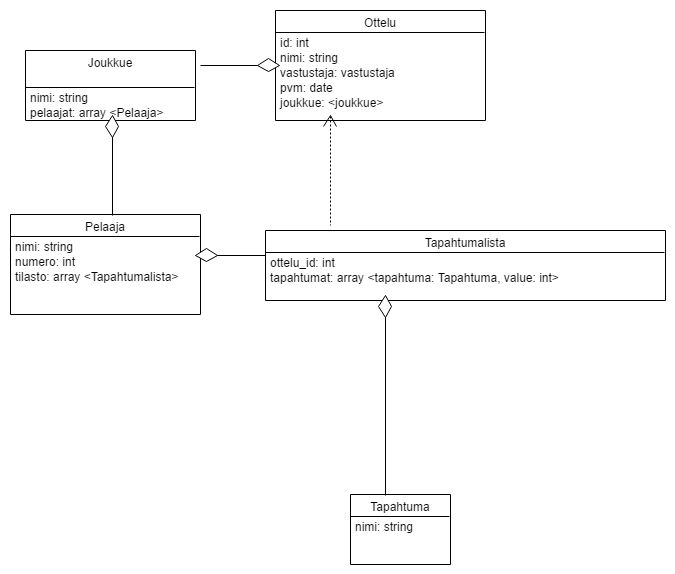 Ottelu
id: int
nimi: string
vastustaja: vastustaja
pvm: date
joukkue: <joukkue>
Joukkue
nimi: string
pelaajat: array <Pelaaja>
Pelaaja
nimi: string
numero: int
tilasto: array <Tapahtumalista>
Tapahtumalista
ottelu_id: int
tapahtumat: array <tapahtuma: Tapahtuma, value: int>
Tapahtuma
nimi: string